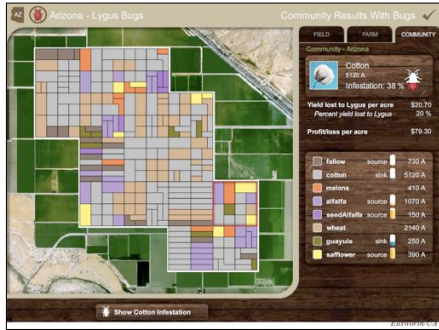 AZ Arizona - Lygus Bugs
Community Results With Bugs
FIELD FARM COMMUNITY
Community - Arizona
Cotton
5120 A
Infestation: 38 %
Yield lost to Lygus per acre $20.70
Percent yield lost to Lygus 20 %
Profit/loss per acre $79.30
fallow source 730 A
cotton sink 5120 A
melons 410 A
alfalfa source 1070 A
seedAlfalfa source 150 A
wheat 2140 A
guayule sink 250 A
safflower source 390 A
Show Cotton Infestation
Ellsworth/UA